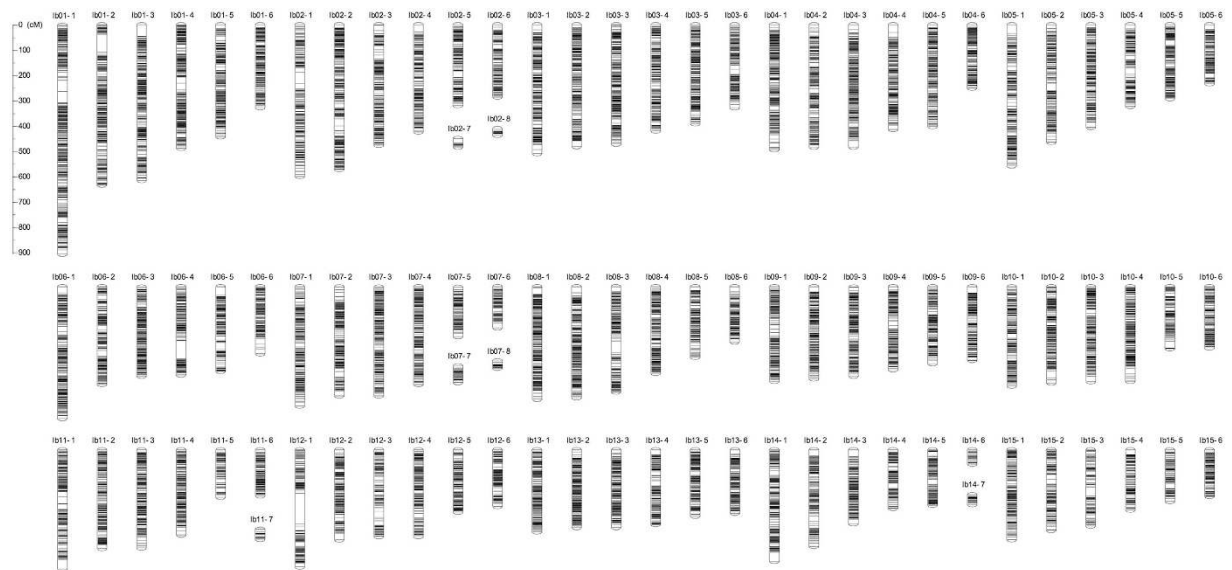 Ib01- 1 Ib01- 2 Ib01- 3 Ib01- 4 Ib01- 5 Ib01- 6 Ib02- 1 Ib02- 2 Ib02- 3 Ib02- 4 Ib02- 5 Ib02- 6 Ib03- 1 Ib03- 2 Ib03- 3 Ib03- 4 Ib03- 5 Ib03- 6 Ib04- 1 Ib04- 2 Ib04- 3 Ib04- 4 Ib04- 5 Ib04- 6 Ib05- 1 Ib05- 2 Ib05- 3 Ib05- 4 Ib05- 5 Ib05- 6
0 (cM)
100
200
300
400
Ib02- 7 Ib02- 8
500
600
700
800
900
Ib06- 1 Ib06- 2 Ib06- 3 Ib06- 4 Ib06- 5 Ib06- 6 Ib07- 1 Ib07- 2 Ib07- 3 Ib07- 4 Ib07- 5 Ib07- 6 Ib08- 1 Ib08- 2 Ib08- 3 Ib08- 4 Ib08- 5 Ib08- 6 Ib09- 1 Ib09- 2 Ib09- 3 Ib09- 4 Ib09- 5 Ib09- 6 Ib10- 1 Ib10- 2 Ib10- 3 Ib10- 4 Ib10- 5 Ib10- 6
Ib07- 7 Ib07- 8
Ib11- 1 Ib11- 2 Ib11- 3 Ib11- 4 Ib11- 5 Ib11- 6 Ib12- 1 Ib12- 2 Ib12- 3 Ib12- 4 Ib12- 5 Ib12- 6 Ib13- 1 Ib13- 2 Ib13- 3 Ib13- 4 Ib13- 5 Ib13- 6 Ib14- 1 Ib14- 2 Ib14- 3 Ib14- 4 Ib14- 5 Ib14- 6 Ib15- 1 Ib15- 2 Ib15- 3 Ib15- 4 Ib15- 5 Ib15- 6
Ib14- 7
Ib11- 7